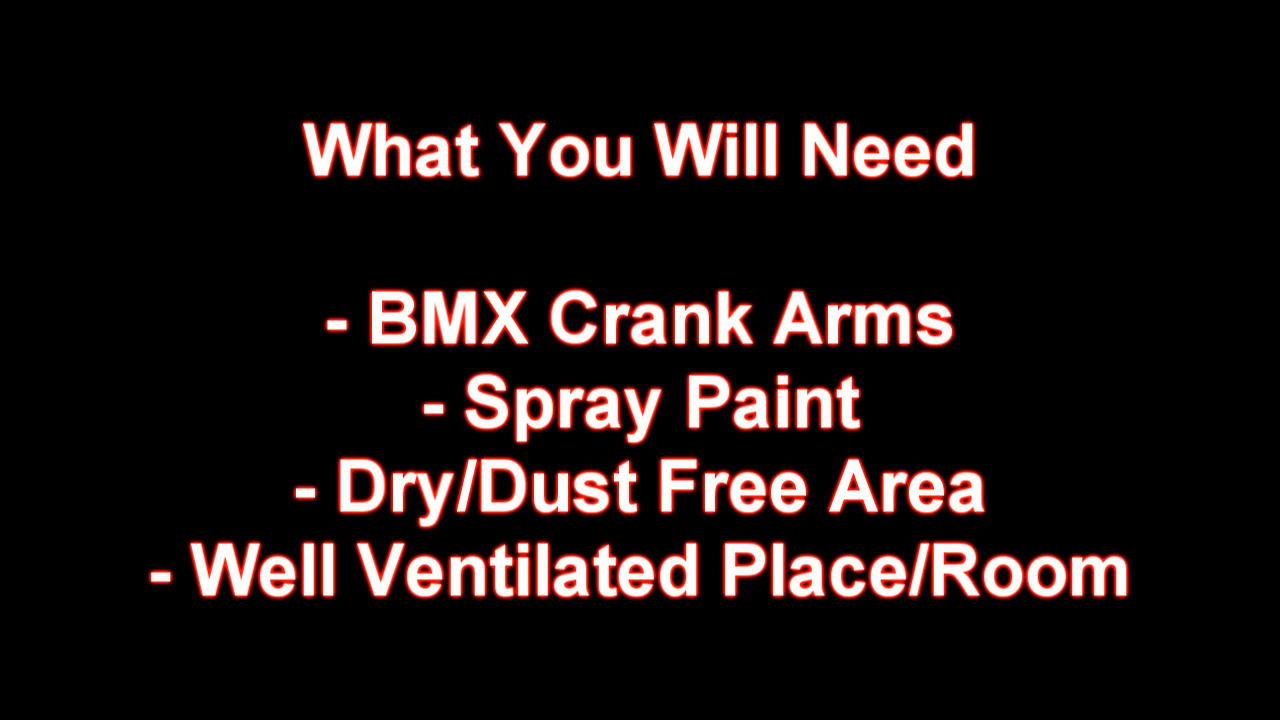 What You Will Need
- BMX Crank Arms
- Spray Paint
- Dry/Dust Free Area
- Well Ventilated Place/Room